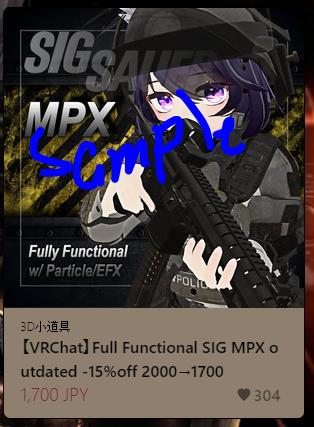 SIG
SAUER
MPX
Sample
Fully Functional
w/ Particle/EFX
POLICE
3D小道具
【VRChat】Full Functional SIG MPX o
utdated -15%off 2000→1700
1,700 JPY
♥304